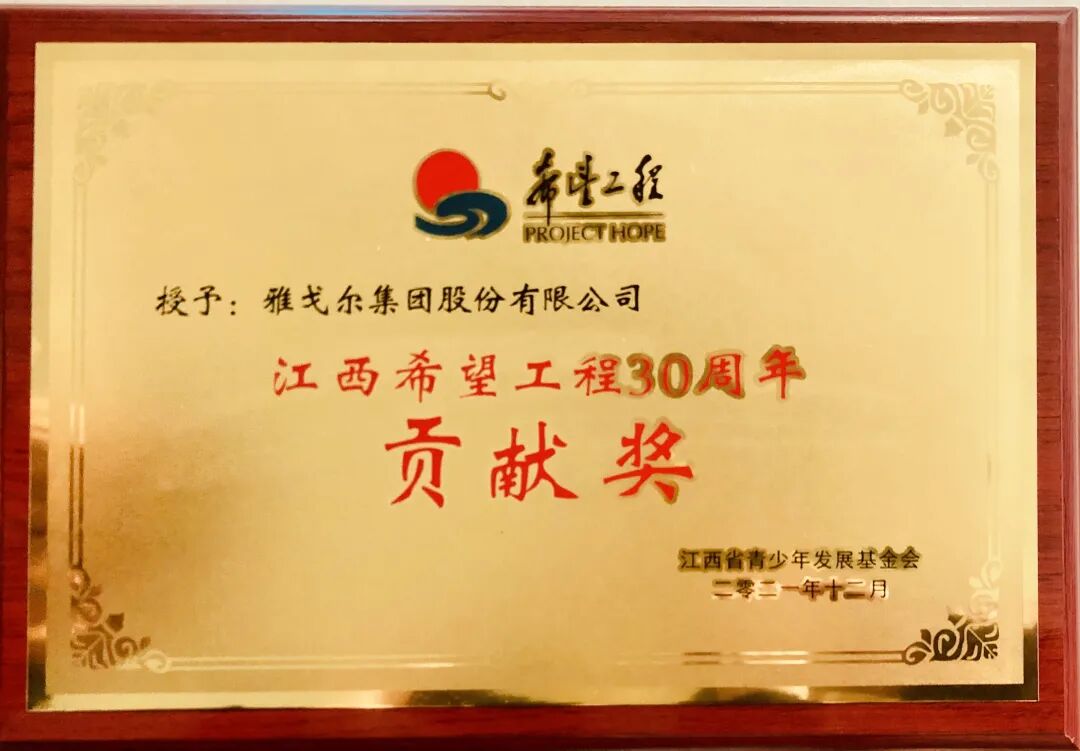 希望工程
PROJECT HOPE
授予：雅戈尔集团股份有限公司
江西希望工程30周年
贡献奖
江西省青少年发展基金会
二零二一年十二月